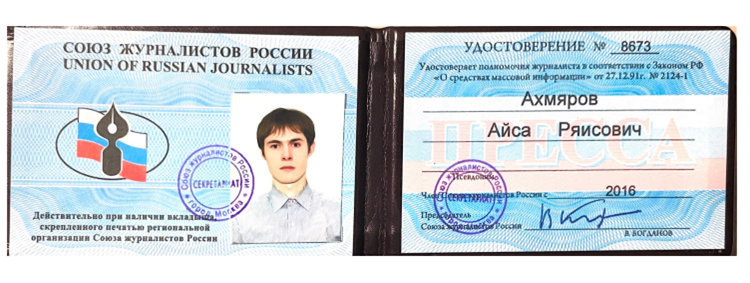 СОЮЗ ЖУРНАЛИСТОВ РОССИИ
UNION OF RUSSIAN JOURNALISTS
Союз журналистов России
СЕКРЕТАРИАТ
города Москва
Действительно при наличии вкладыша,
скрепленного печатью региональной
организации Союза журналистов России
УДОСТОВЕРЕНИЕ № 8673
Удостоверяет полномочия журналиста в соответствии с Законом РФ
«О средствах массовой информации» от 27.12.91г. № 2124-1
Ахмяров
ПРЕССА
Айса Ряисович
Псевдоним
Член Союза журналистов России с 2016
СЕКРЕТАРИАТ
Председатель
Союза журналистов России
В. БОГДАНОВ